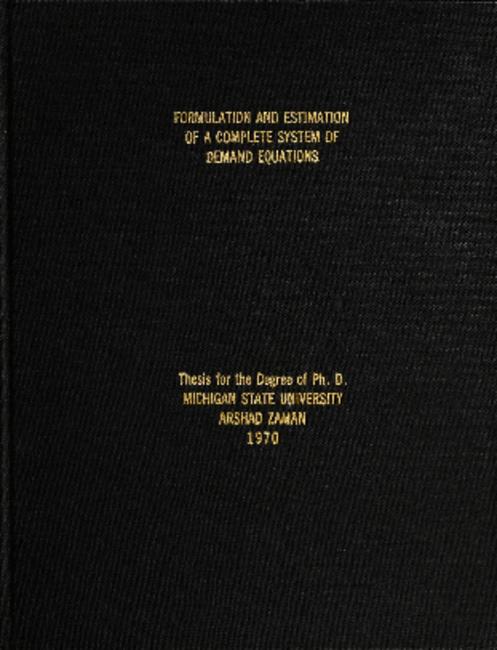 FORMULATION AND ESTIMATION
OF A COMPLETE SYSTEM OF
DEMAND EQUATIONS
Thesis for the Degree of Ph. D.
MICHIGAN STATE UNIVERSITY
ARSHAD ZAMAN
1970